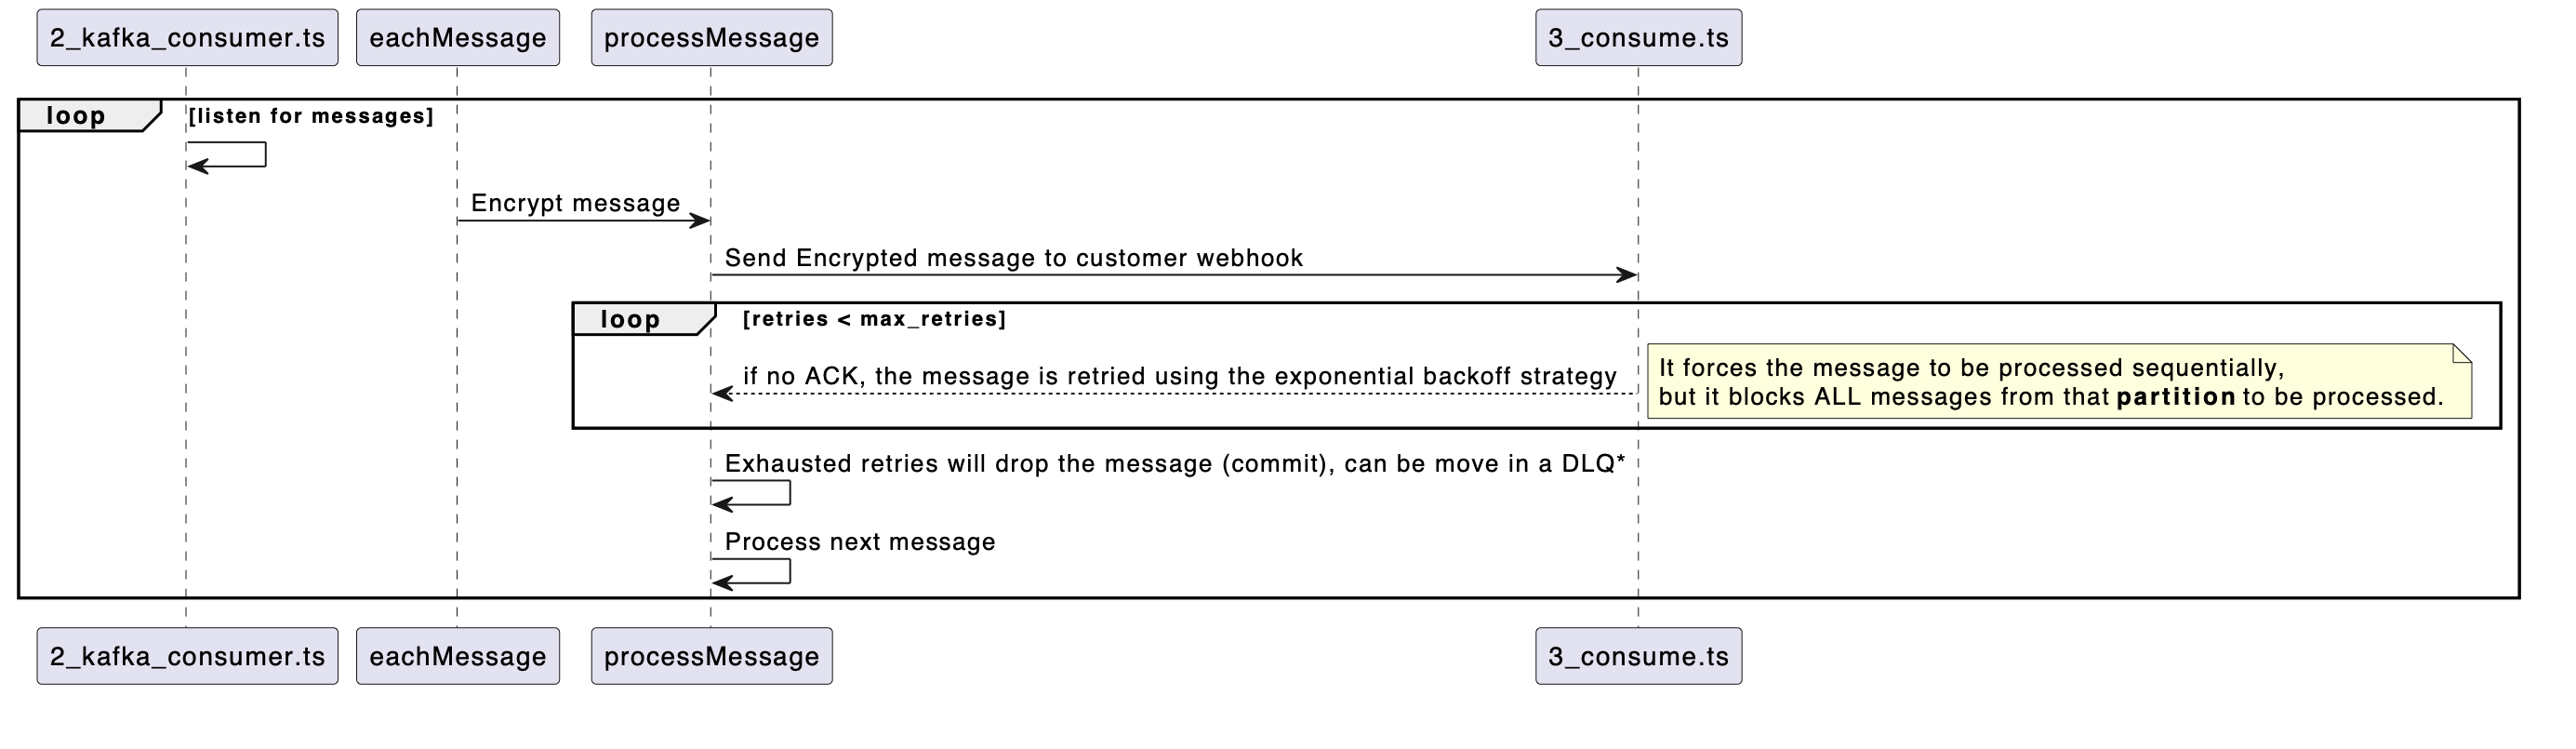 2_kafka_consumer.ts
eachMessage
processMessage
3_consume.ts
loop
[listen for messages]
Encrypt message
Send Encrypted message to customer webhook
loop
[retries < max_retries]
if no ACK, the message is retried using the exponential backoff strategy
It forces the message to be processed sequentially,
but it blocks ALL messages from that partition to be processed.
Exhausted retries will drop the message (commit), can be move in a DLQ*
Process next message
2_kafka_consumer.ts
eachMessage
processMessage
3_consume.ts